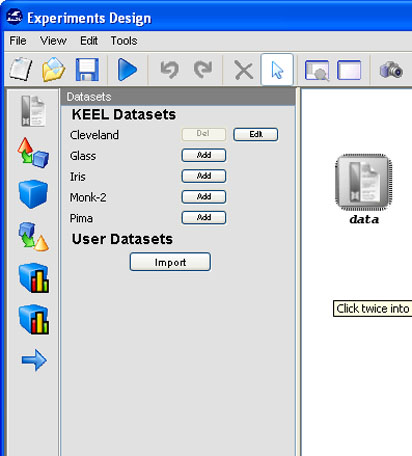 Experiments Design
File View Edit Tools
Datasets
KEEL Datasets
Cleveland Del Edit
Glass Add
Iris Add
Monk-2 Add
Pima Add
User Datasets
Import
data
Click twice into